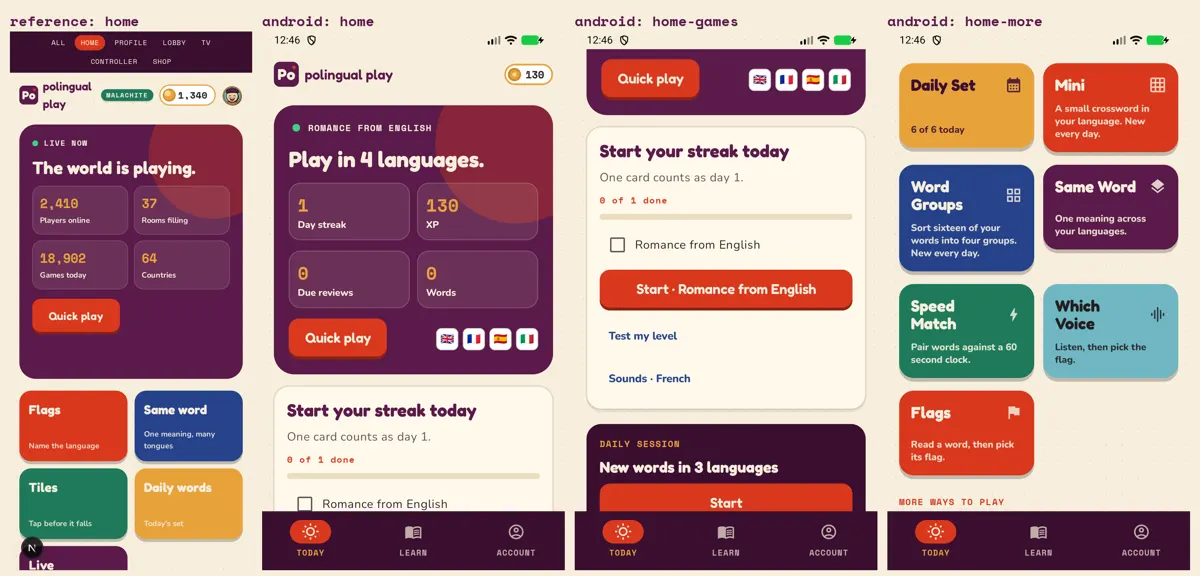 reference: home
ALL HOME PROFILE LOBBY TV
CONTROLLER SHOP
Po polingual play
MALACHITE
1,340
LIVE NOW
The world is playing.
2,410
Players online
37
Rooms filling
18,902
Games today
64
Countries
Quick play
Flags
Name the language
Same word
One meaning, many
tongues
Tiles
Tap before it falls
Daily words
Today's set
Live
N
android: home
12:46
Po polingual play
130
ROMANCE FROM ENGLISH
Play in 4 languages.
1
Day streak
130
XP
0
Due reviews
0
Words
Quick play
Start your streak today
One card counts as day 1.
0 of 1 done
Romance from English
TODAY LEARN ACCOUNT
android: home-games
12:46
Quick play
Start your streak today
One card counts as day 1.
0 of 1 done
Romance from English
Start · Romance from English
Test my level
Sounds · French
DAILY SESSION
New words in 3 languages
Start
TODAY LEARN ACCOUNT
android: home-more
12:46
Daily Set
6 of 6 today
Mini
A small crossword in
your language. New
every day.
Word
Groups
Sort sixteen of your
words into four groups.
New every day.
Same Word
One meaning across
your languages.
Speed
Match
Pair words against a 60
second clock.
Which
Voice
Listen, then pick the
flag.
Flags
Read a word, then pick
its flag.
MORE WAYS TO PLAY
TODAY LEARN ACCOUNT